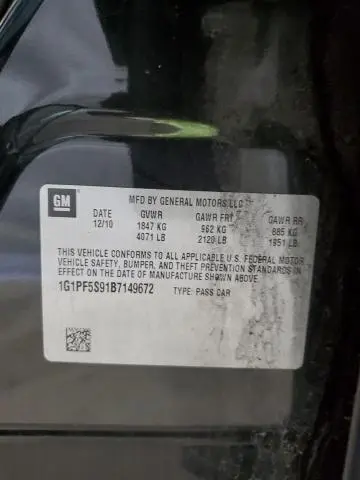 GM
MFD BY GENERAL MOTORS LLC
DATE GVWR GAWR FRT GAWR RR
12/10 1847 KG 962 KG 885 KG
4071 LB 2120 LB 1951 LB
THIS VEHICLE CONFORMS TO ALL APPLICABLE U.S. FEDERAL MOTOR
VEHICLE SAFETY, BUMPER, AND THEFT PREVENTION STANDARDS IN
EFFECT ON THE DATE OF MANUFACTURE SHOWN ABOVE.
1G1PF5S91B7149672 TYPE: PASS CAR